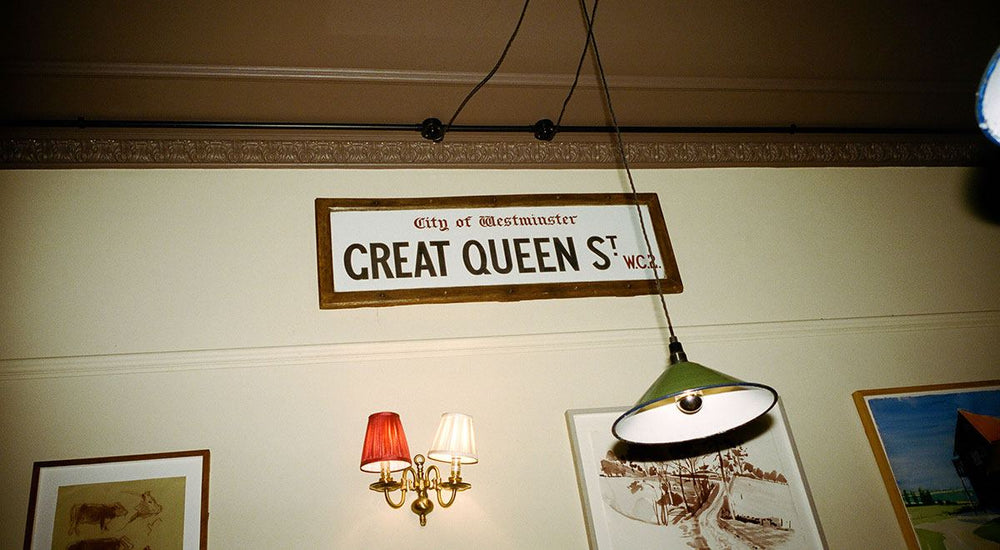 City of Westminster
GREAT QUEEN ST. W.C.2.